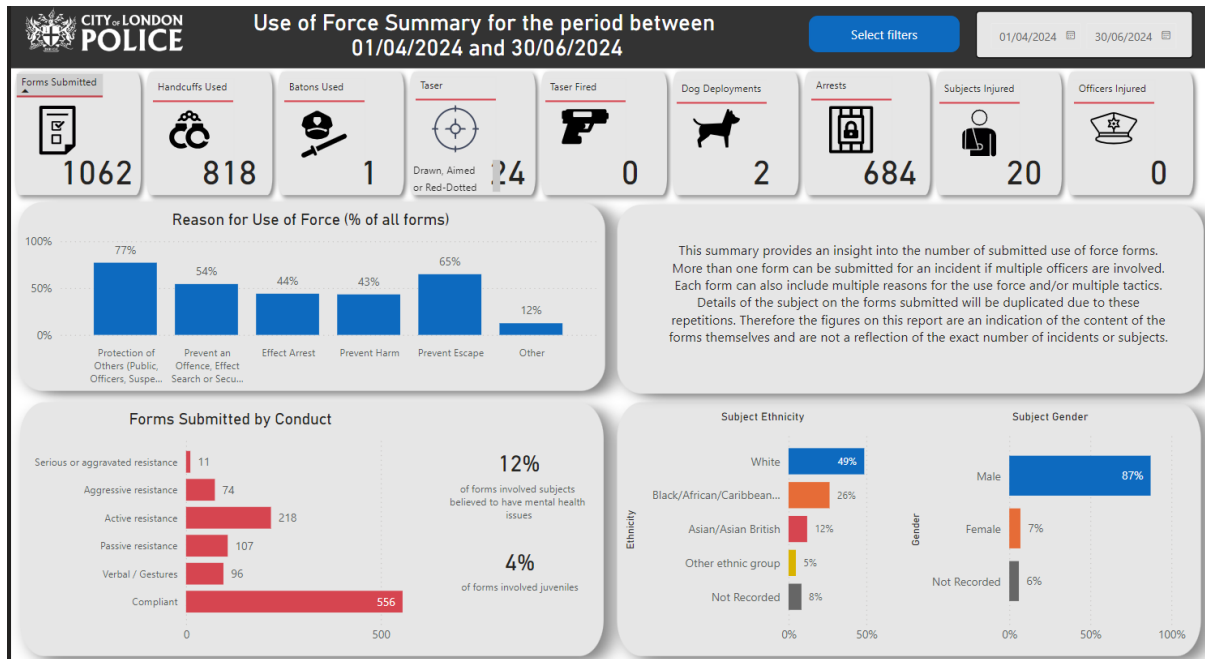 CITY OF LONDON
POLICE
Use of Force Summary for the period between
01/04/2024 and 30/06/2024
Select filters
01/04/2024
30/06/2024
Forms Submitted
1062
Handcuffs Used
818
Batons Used
1
Taser
Drawn, Aimed
or Red-Dotted
24
Taser Fired
0
Dog Deployments
2
Arrests
684
Subjects Injured
20
Officers Injured
0
Reason for Use of Force (% of all forms)
100%
50%
0%
77%
54%
44%
43%
65%
12%
Protection of
Others (Public,
Officers, Suspe...
Prevent an
Offence, Effect
Search or Secu...
Effect Arrest
Prevent Harm
Prevent Escape
Other
This summary provides an insight into the number of submitted use of force forms.
More than one form can be submitted for an incident if multiple officers are involved.
Each form can also include multiple reasons for the use force and/or multiple tactics.
Details of the subject on the forms submitted will be duplicated due to these
repetitions. Therefore the figures on this report are an indication of the content of the
forms themselves and are not a reflection of the exact number of incidents or subjects.
Forms Submitted by Conduct
Serious or aggravated resistance 11
Aggressive resistance 74
Active resistance 218
Passive resistance 107
Verbal / Gestures 96
Compliant 556
0 500
12%
of forms involved subjects
believed to have mental health
issues
4%
of forms involved juveniles
Subject Ethnicity
Ethnicity
White 49%
Black/African/Caribbean... 26%
Asian/Asian British 12%
Other ethnic group 5%
Not Recorded 8%
0% 50%
Subject Gender
Gender
Male 87%
Female 7%
Not Recorded 6%
0% 50% 100%